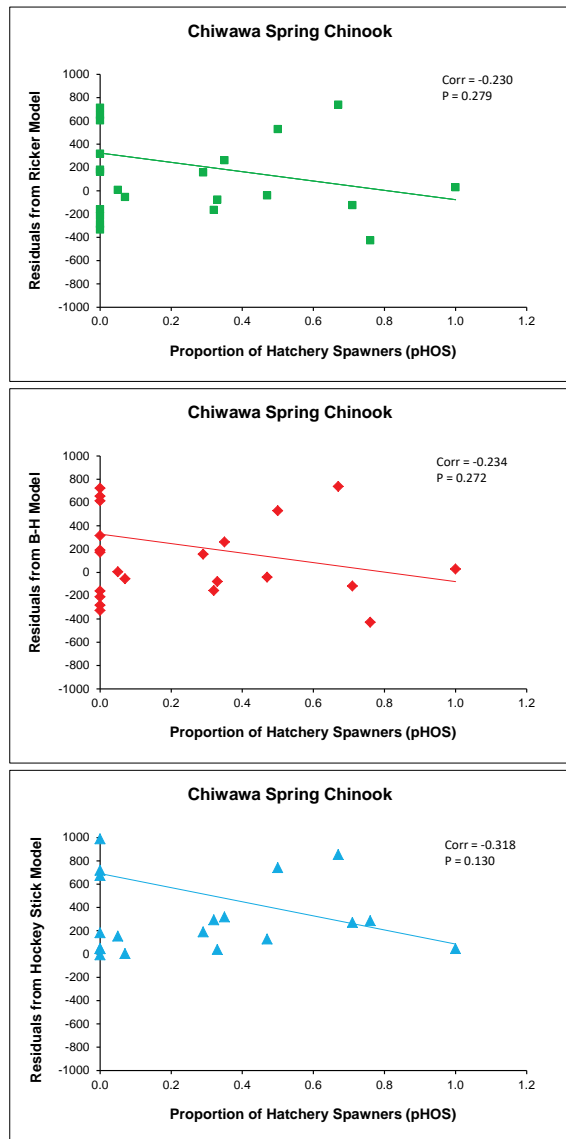 Chiwawa Spring Chinook
Corr = -0.230
P = 0.279
Residuals from Ricker Model
1000
800
600
400
200
0
-200
-400
-600
-800
-1000
0.0 0.2 0.4 0.6 0.8 1.0 1.2
Proportion of Hatchery Spawners (pHOS)
Chiwawa Spring Chinook
Corr = -0.234
P = 0.272
Residuals from B-H Model
1000
800
600
400
200
0
-200
-400
-600
-800
-1000
0.0 0.2 0.4 0.6 0.8 1.0 1.2
Proportion of Hatchery Spawners (pHOS)
Chiwawa Spring Chinook
Corr = -0.318
P = 0.130
Residuals from Hockey Stick Model
1000
800
600
400
200
0
-200
-400
-600
-800
-1000
0.0 0.2 0.4 0.6 0.8 1.0 1.2
Proportion of Hatchery Spawners (pHOS)